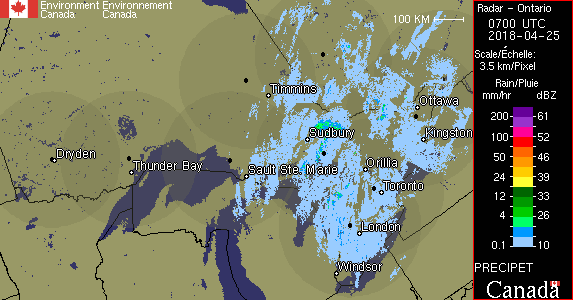 Environment Environnement
Canada Canada
100 KM
Timmins
Ottawa
Sudbury
Kingston
Dryden
Thunder Bay
Sault Ste. Marie
Orillia
Toronto
London
Windsor
Radar - Ontario
0700 UTC
2018-04-25
Scale/Échelle:
3.5 km/Pixel
Rain/Pluie
mm/hr dBZ
200 61
100 52
50 46
24 39
12 33
4 26
1 20
0.1 10
PRECIPET
Canada